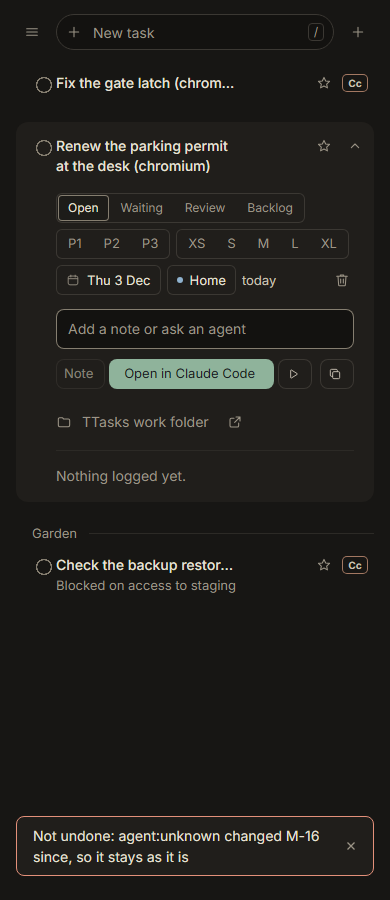 New task /
Fix the gate latch (chrom... Cc
Renew the parking permit
at the desk (chromium)
Open Waiting Review Backlog
P1 P2 P3 XS S M L XL
Thu 3 Dec Home today
Add a note or ask an agent
Note Open in Claude Code
TTasks work folder
Nothing logged yet.
Garden
Check the backup restor... Cc
Blocked on access to staging
Not undone: agent:unknown changed M-16
since, so it stays as it is